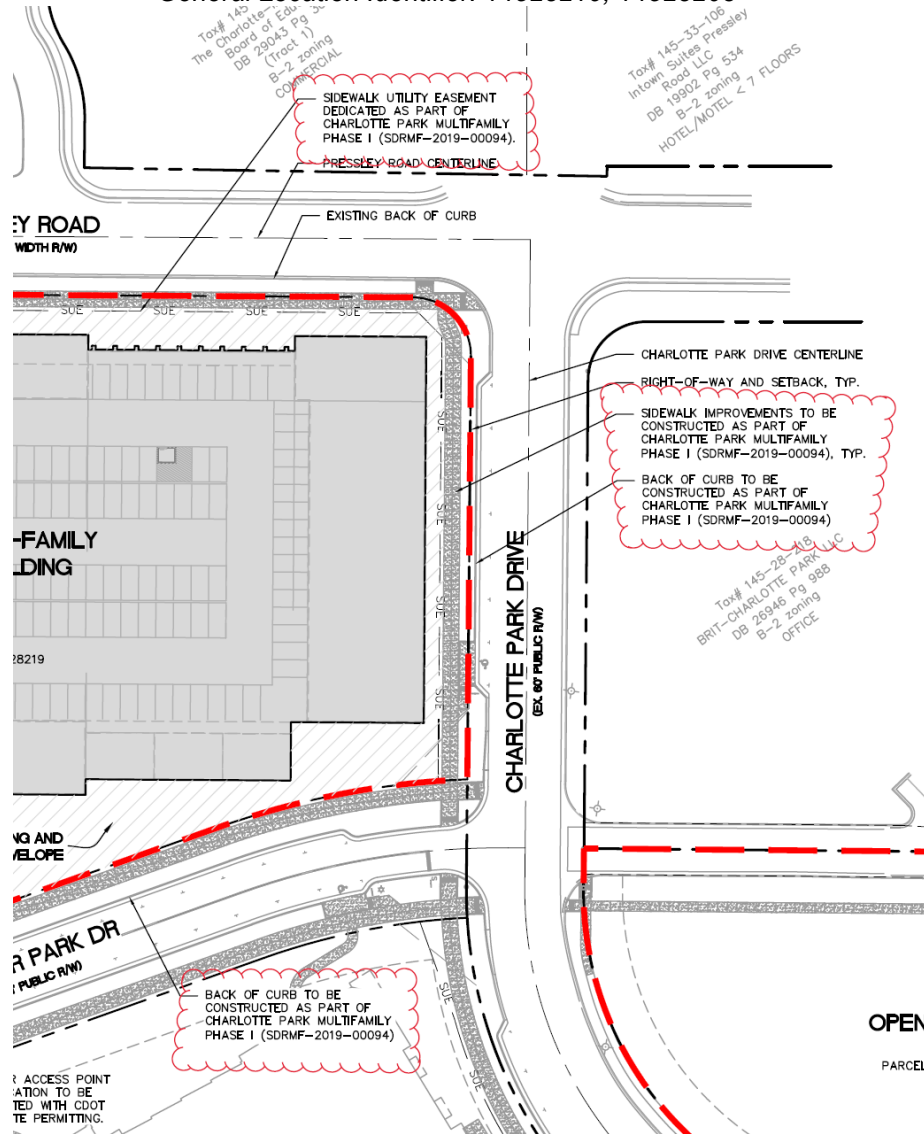 Tax# 145
The Charlotte-
Board of Edu
DB 29043 Pg
(Tract 1)
B-2 zoning
COMMERCIAL
Tax# 145-33-106
Intown Suites Pressley
Road LLC
DB 19902 Pg 534
B-2 zoning
HOTEL/MOTEL < 7 FLOORS
SIDEWALK UTILITY EASEMENT
DEDICATED AS PART OF
CHARLOTTE PARK MULTIFAMILY
PHASE I (SDRMF-2019-00094).
PRESSLEY ROAD CENTERLINE
EY ROAD
WIDTH R/W)
EXISTING BACK OF CURB
SUE
SUE
SUE
SUE
CHARLOTTE PARK DRIVE CENTERLINE
RIGHT-OF-WAY AND SETBACK, TYP.
SIDEWALK IMPROVEMENTS TO BE
CONSTRUCTED AS PART OF
CHARLOTTE PARK MULTIFAMILY
PHASE I (SDRMF-2019-00094), TYP.
BACK OF CURB TO BE
CONSTRUCTED AS PART OF
CHARLOTTE PARK MULTIFAMILY
PHASE I (SDRMF-2019-00094)
SUE
SUE
SUE
SUE
-FAMILY
LDING
28219
CHARLOTTE PARK DRIVE
(EX. 60' PUBLIC R/W)
Tax# 145-28-218
BRIT-CHARLOTTE PARK LLC
DB 26946 Pg 988
B-2 zoning
OFFICE
NG AND
VELOPE
R PARK DR
PUBLIC R/W)
BACK OF CURB TO BE
CONSTRUCTED AS PART OF
CHARLOTTE PARK MULTIFAMILY
PHASE I (SDRMF-2019-00094)
SUE
SUE
OPEN
PARCEL
R ACCESS POINT
ATION TO BE
TED WITH CDOT
TE PERMITTING.